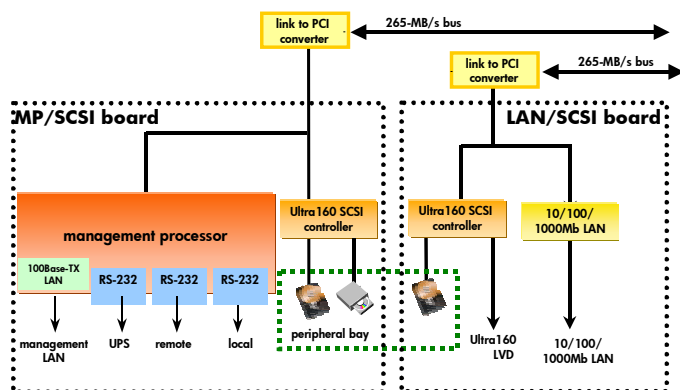 link to PCI
converter
265-MB/s bus
link to PCI
converter
265-MB/s bus
MP/SCSI board
LAN/SCSI board
management processor
100Base-TX
LAN
RS-232
RS-232
RS-232
Ultra160 SCSI
controller
Ultra160 SCSI
controller
10/100/
1000Mb LAN
management
LAN
UPS
remote
local
peripheral bay
Ultra160
LVD
10/100/
1000Mb LAN